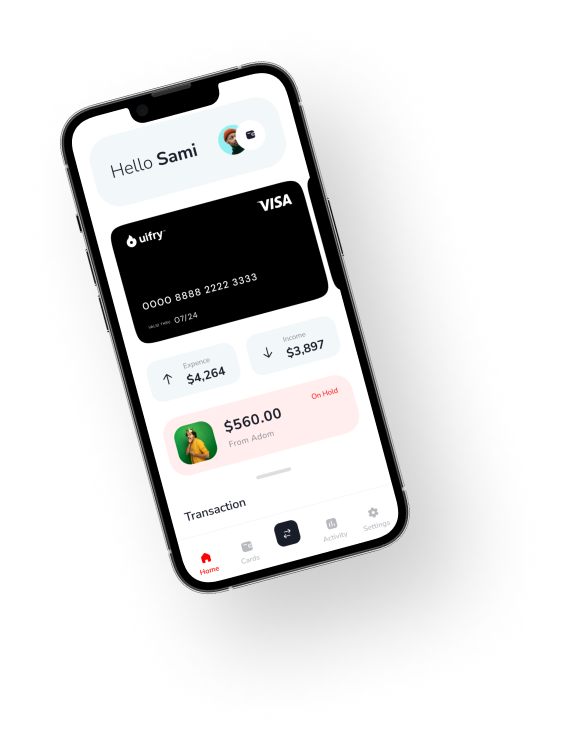 Hello Sami
uifry
VISA
0000 8888 2222 3333
VALID THRU 07/24
Expence
$4,264
Income
$3,897
On Hold
$560.00
From Adom
Transaction
Home
Cards
Activity
Settings